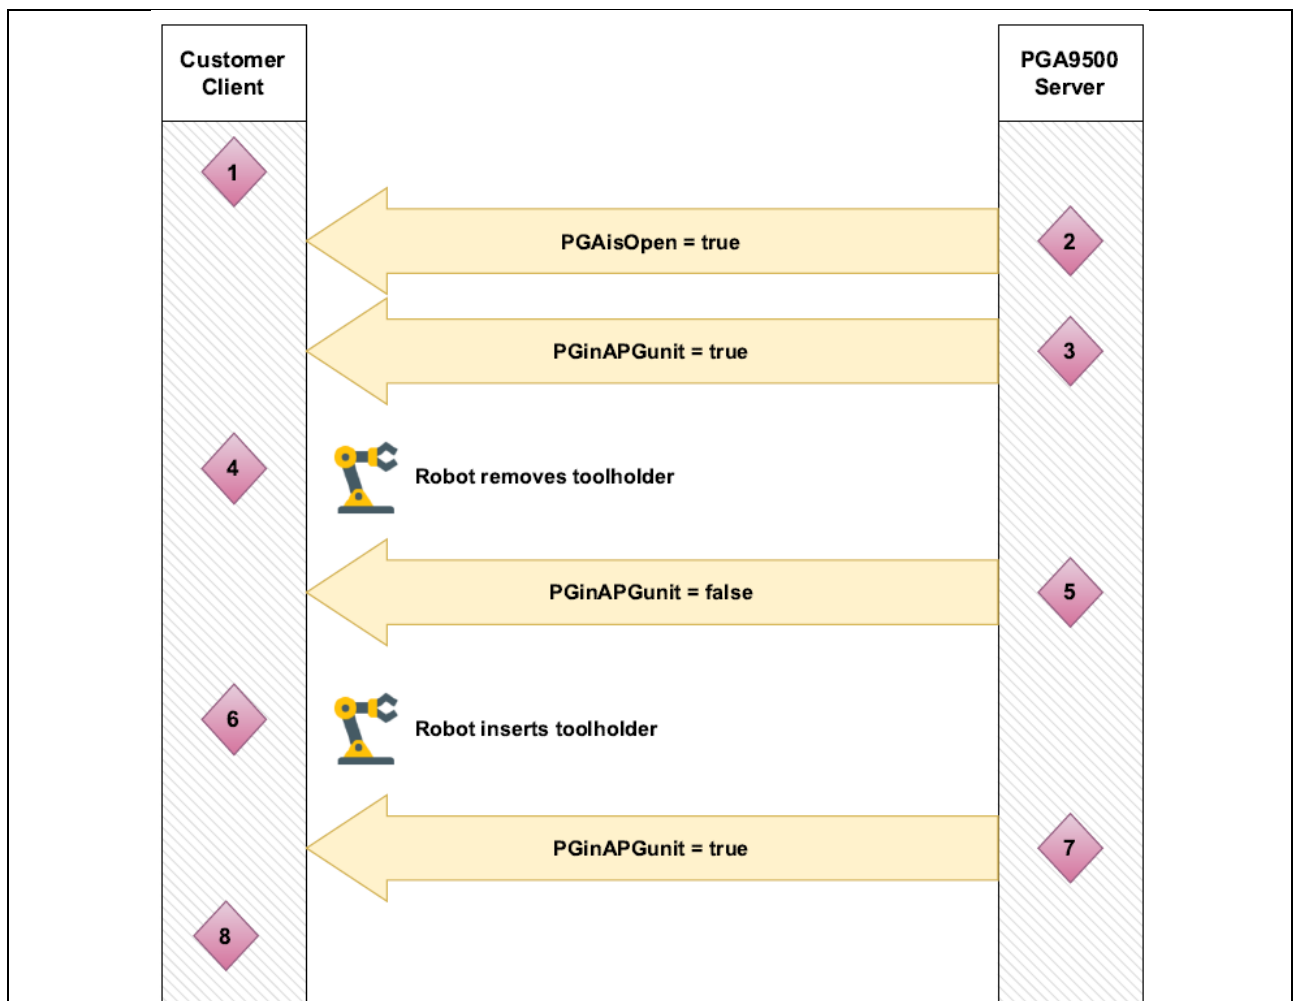 Customer
Client
PGA9500
Server
1
PGAisOpen = true
2
PGinAPGunit = true
3
4
Robot removes toolholder
PGinAPGunit = false
5
6
Robot inserts toolholder
PGinAPGunit = true
7
8